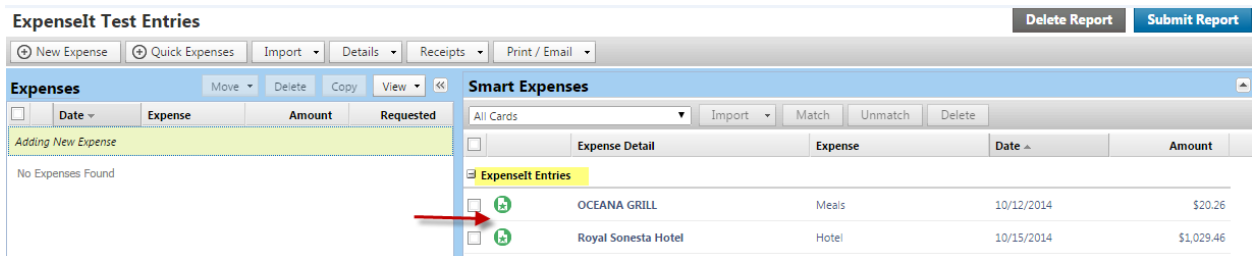 ExpenseIt Test Entries
Delete Report Submit Report
New Expense Quick Expenses Import Details Receipts Print / Email
Expenses Move Delete Copy View
Date Expense Amount Requested
Adding New Expense
No Expenses Found
Smart Expenses
All Cards Import Match Unmatch Delete
Expense Detail Expense Date Amount
ExpenseIt Entries
OCEANA GRILL Meals 10/12/2014 $20.26
Royal Sonesta Hotel Hotel 10/15/2014 $1,029.46